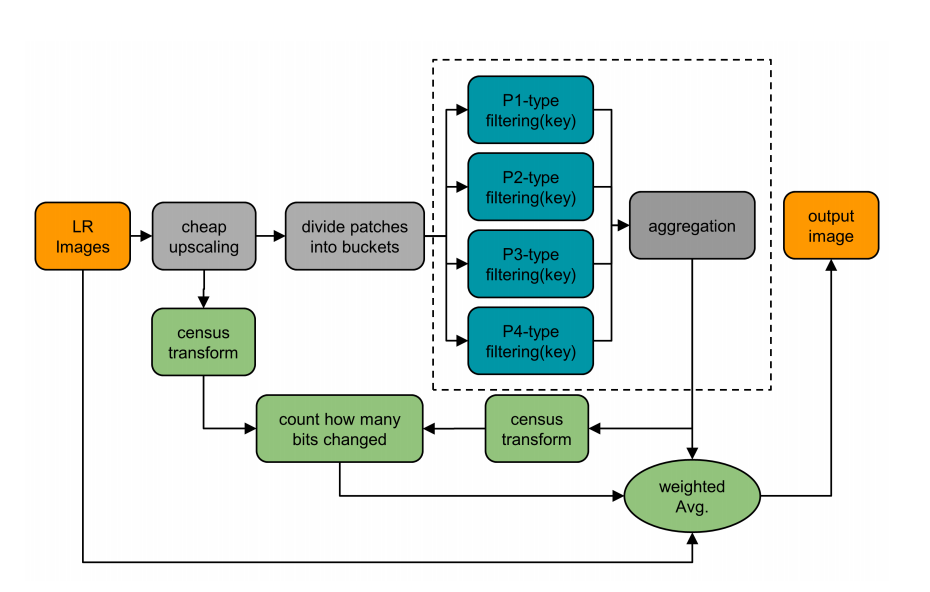 P1-type
filtering(key)
P2-type
filtering(key)
LR
Images
cheap
upscaling
divide patches
into buckets
aggregation
output
image
P3-type
filtering(key)
P4-type
filtering(key)
census
transform
count how many
bits changed
census
transform
weighted
Avg.